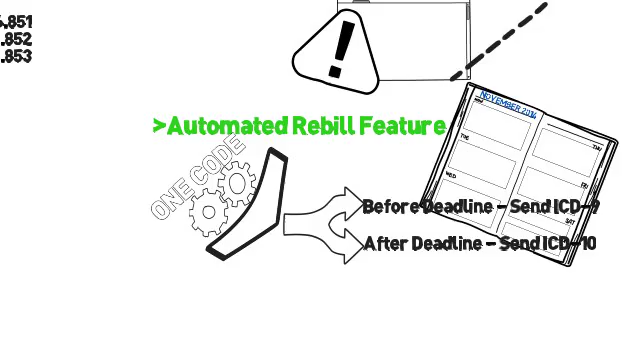 .851
.852
.853
NOVEMBER 2014
>Automated Rebill Feature
TUE
THU
ONE CODE
WED
FRI
Before Deadline - Send ICD-9
SAT
After Deadline - Send ICD-10